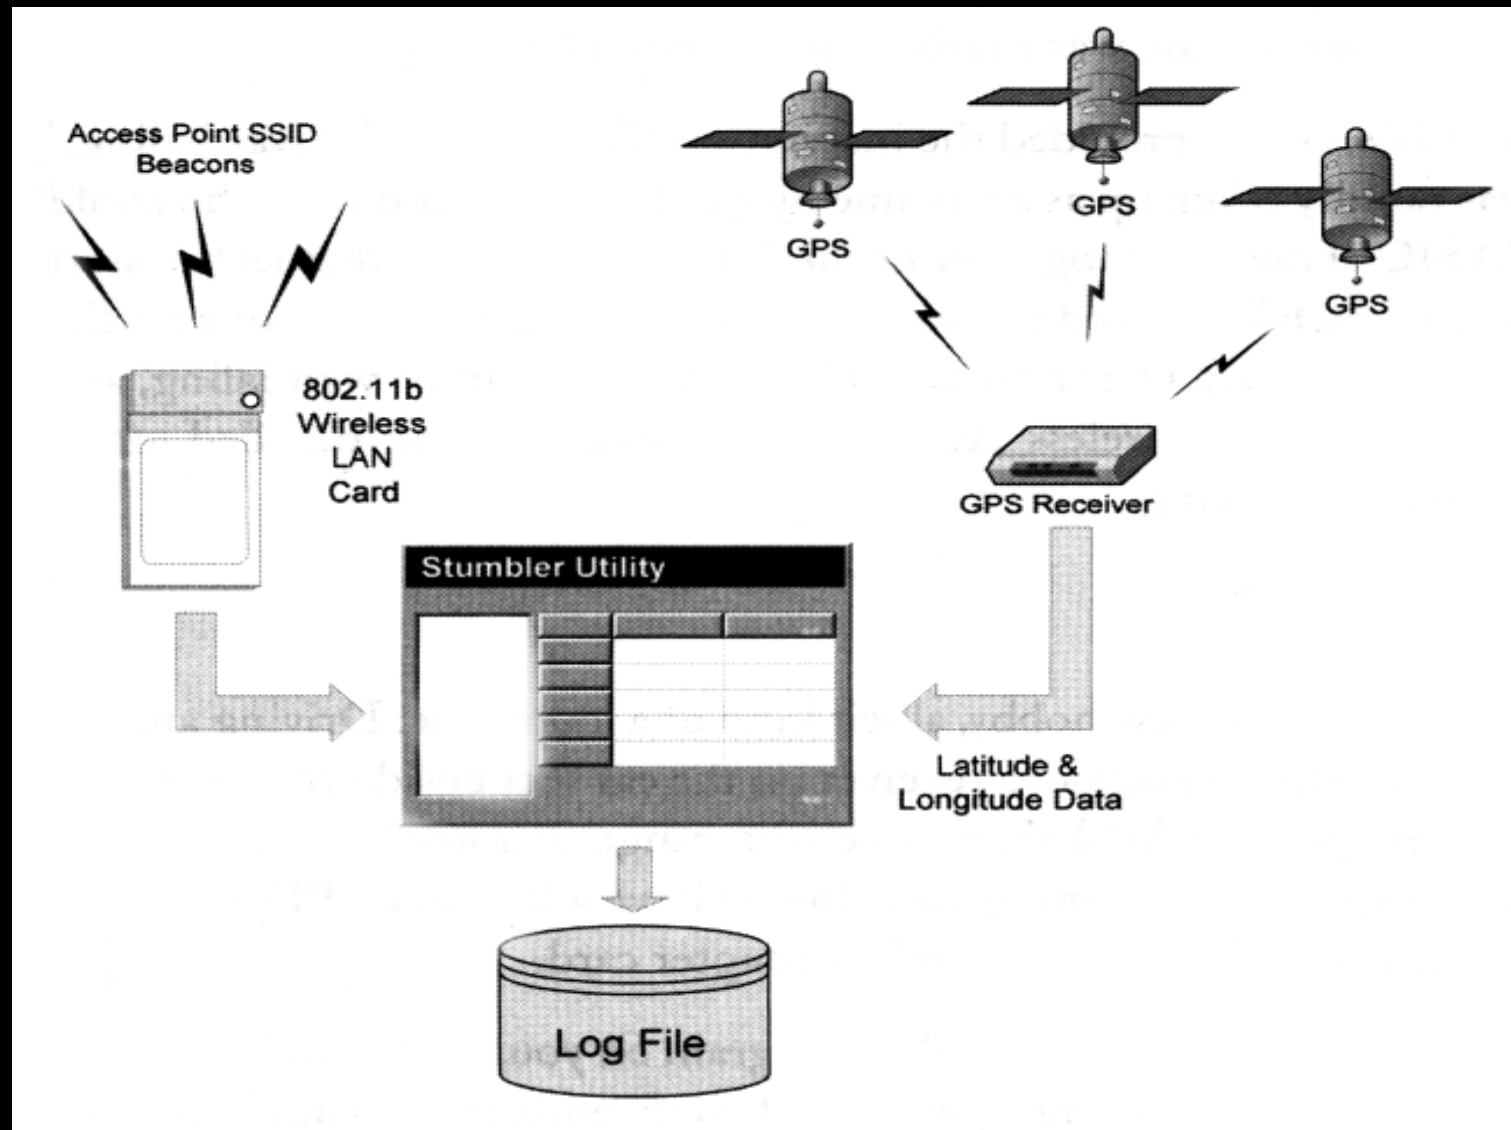 Access Point SSID
Beacons
GPS
GPS
GPS
802.11b
Wireless
LAN
Card
GPS Receiver
Stumbler Utility
Latitude &
Longitude Data
Log File